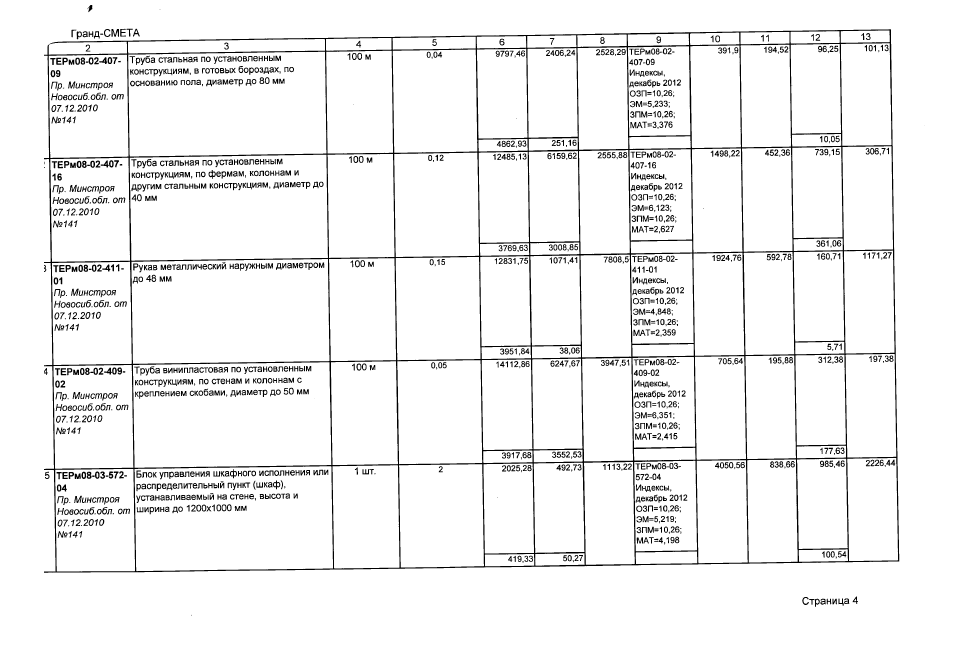 Гранд-СМЕТА
2 3 4 5 6 7 8 9 10 11 12 13
ТЕРм08-02-407- Труба стальная по установленным 100 м 0,04 9797,46 2406,24 2528,29 ТЕРм08-02- 391,9 194,52 96,25 101,13
09 конструкциям, в готовых бороздах, по 407-09
Пр. Минстроя основанию пола, диаметр до 80 мм Индексы,
Новосиб.обл. от декабрь 2012
07.12.2010 ОЗП=10,26;
№141 ЭМ=5,233;
ЗПМ=10,26;
МАТ=3,376
4862,93 251,16 10,05
ТЕРм08-02-407- Труба стальная по установленным 100 м 0,12 12485,13 6159,62 2555,88 ТЕРм08-02- 1498,22 452,36 739,15 306,71
16 конструкциям, по фермам, колоннам и 407-16
Пр. Минстроя другим стальным конструкциям, диаметр до Индексы,
Новосиб.обл. от 40 мм декабрь 2012
07.12.2010 ОЗП=10,26;
№141 ЭМ=6,123;
ЗПМ=10,26;
МАТ=2,627
3769,63 3008,85 361,06
3 ТЕРм08-02-411- Рукав металлический наружным диаметром 100 м 0,15 12831,75 1071,41 7808,5 ТЕРм08-02- 1924,76 592,78 160,71 1171,27
01 до 48 мм 411-01
Пр. Минстроя Индексы,
Новосиб.обл. от декабрь 2012
07.12.2010 ОЗП=10,26;
№141 ЭМ=4,848;
ЗПМ=10,26;
МАТ=2,359
3951,84 38,06 5,71
4 ТЕРм08-02-409- Труба винипластовая по установленным 100 м 0,05 14112,86 6247,67 3947,51 ТЕРм08-02- 705,64 195,88 312,38 197,38
02 конструкциям, по стенам и колоннам с 409-02
Пр. Минстроя креплением скобами, диаметр до 50 мм Индексы,
Новосиб.обл. от декабрь 2012
07.12.2010 ОЗП=10,26;
№141 ЭМ=6,351;
ЗПМ=10,26;
МАТ=2,415
3917,68 3552,53 177,63
5 ТЕРм08-03-572- Блок управления шкафного исполнения или 1 шт. 2 2025,28 492,73 1113,22 ТЕРм08-03- 4050,56 838,66 985,46 2226,44
04 распределительный пункт (шкаф), 572-04
Пр. Минстроя устанавливаемый на стене, высота и Индексы,
Новосиб.обл. от ширина до 1200х1000 мм декабрь 2012
07.12.2010 ОЗП=10,26;
№141 ЭМ=5,219;
ЗПМ=10,26;
МАТ=4,198
419,33 50,27 100,54
Страница 4